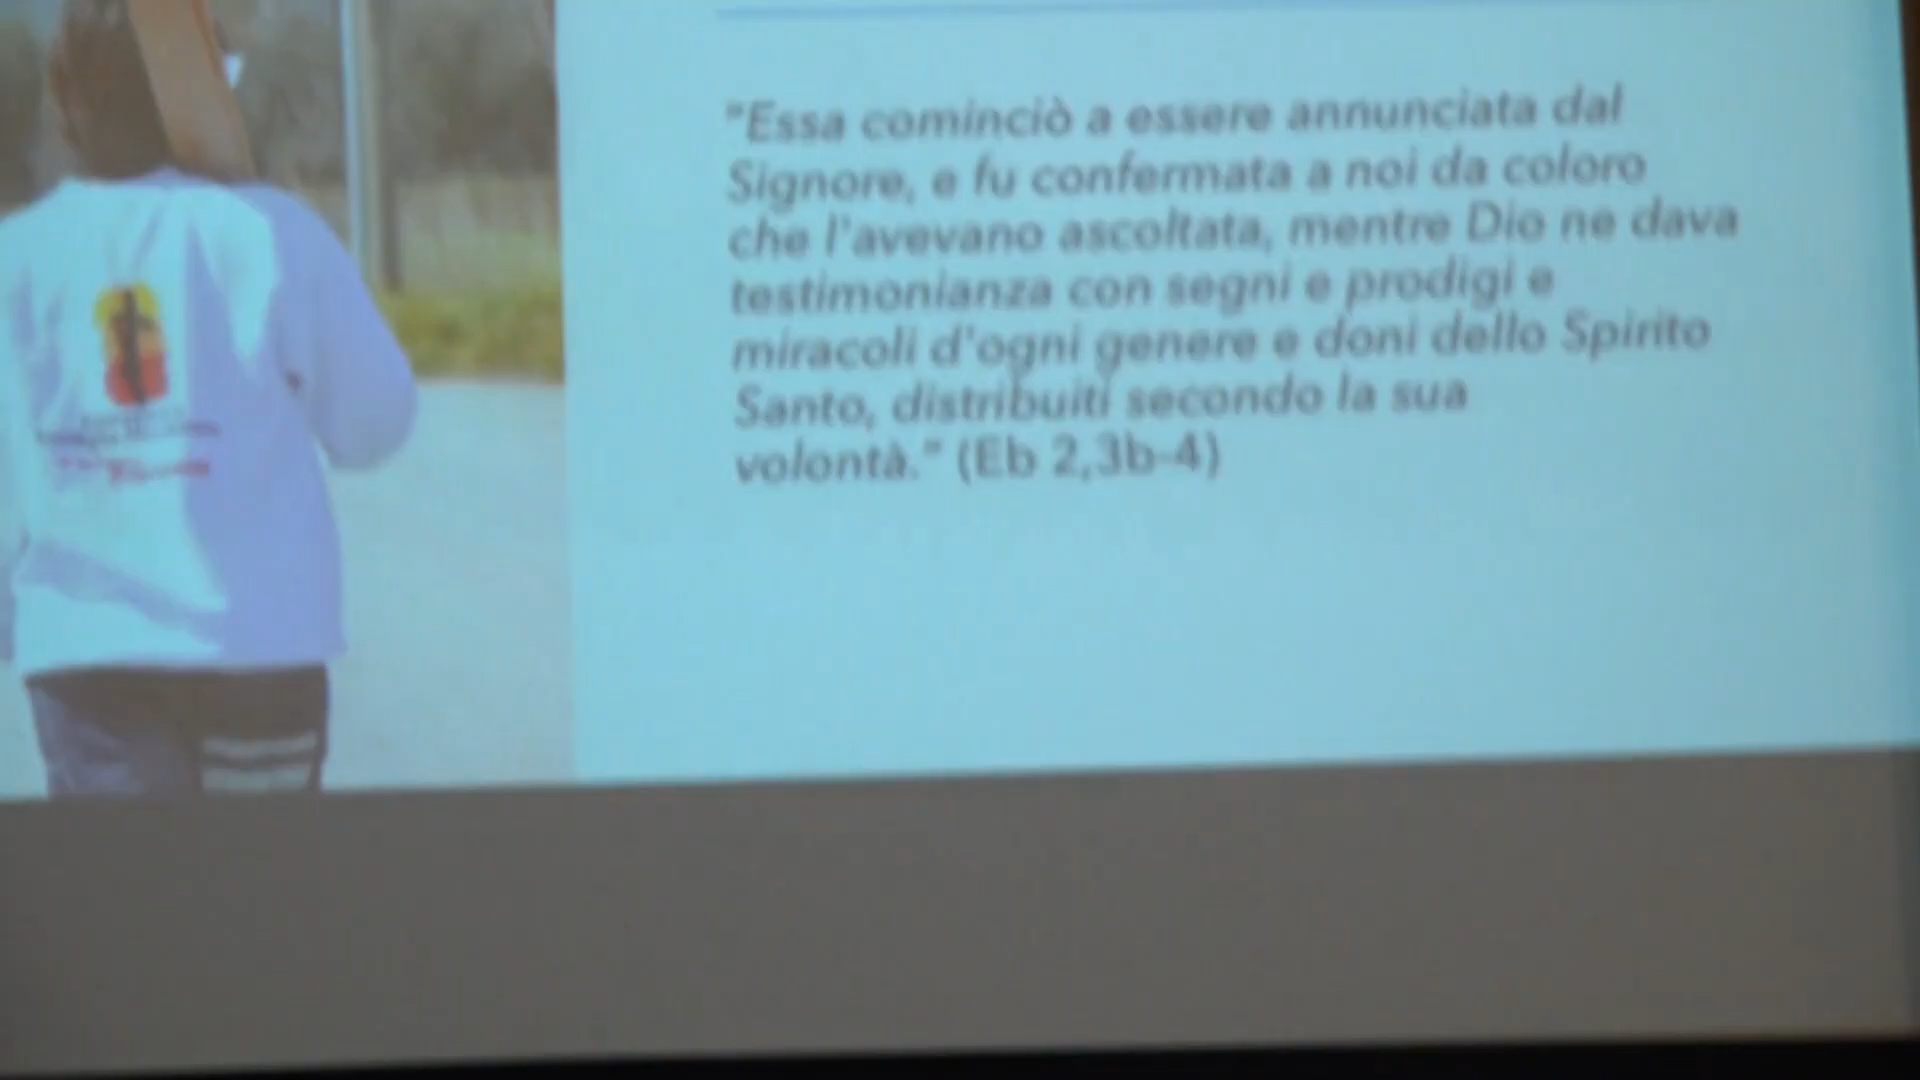 "Essa cominciò a essere annunciata dal
Signore, e fu confermata a noi da coloro
che l'avevano ascoltata, mentre Dio ne dava
testimonianza con segni e prodigi e
miracoli d'ogni genere e doni dello Spirito
Santo, distribuiti secondo la sua
volontà." (Eb 2,3b-4)